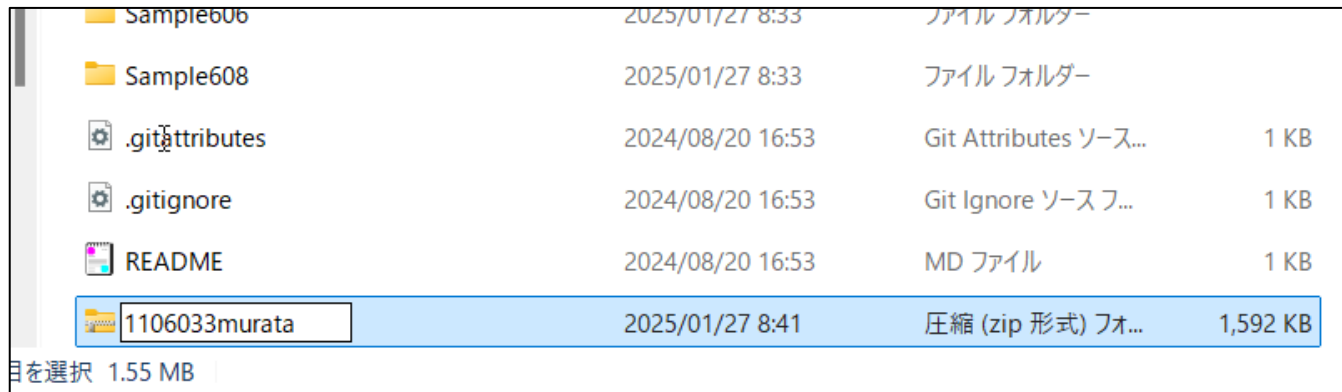 Sample606 2025/01/27 8:33 ファイル フォルダー
Sample608 2025/01/27 8:33 ファイル フォルダー
.gitattributes 2024/08/20 16:53 Git Attributes ソース... 1 KB
.gitignore 2024/08/20 16:53 Git Ignore ソース フ... 1 KB
README 2024/08/20 16:53 MD ファイル 1 KB
1106033murata 2025/01/27 8:41 圧縮 (zip 形式) フォ... 1,592 KB
目を選択 1.55 MB